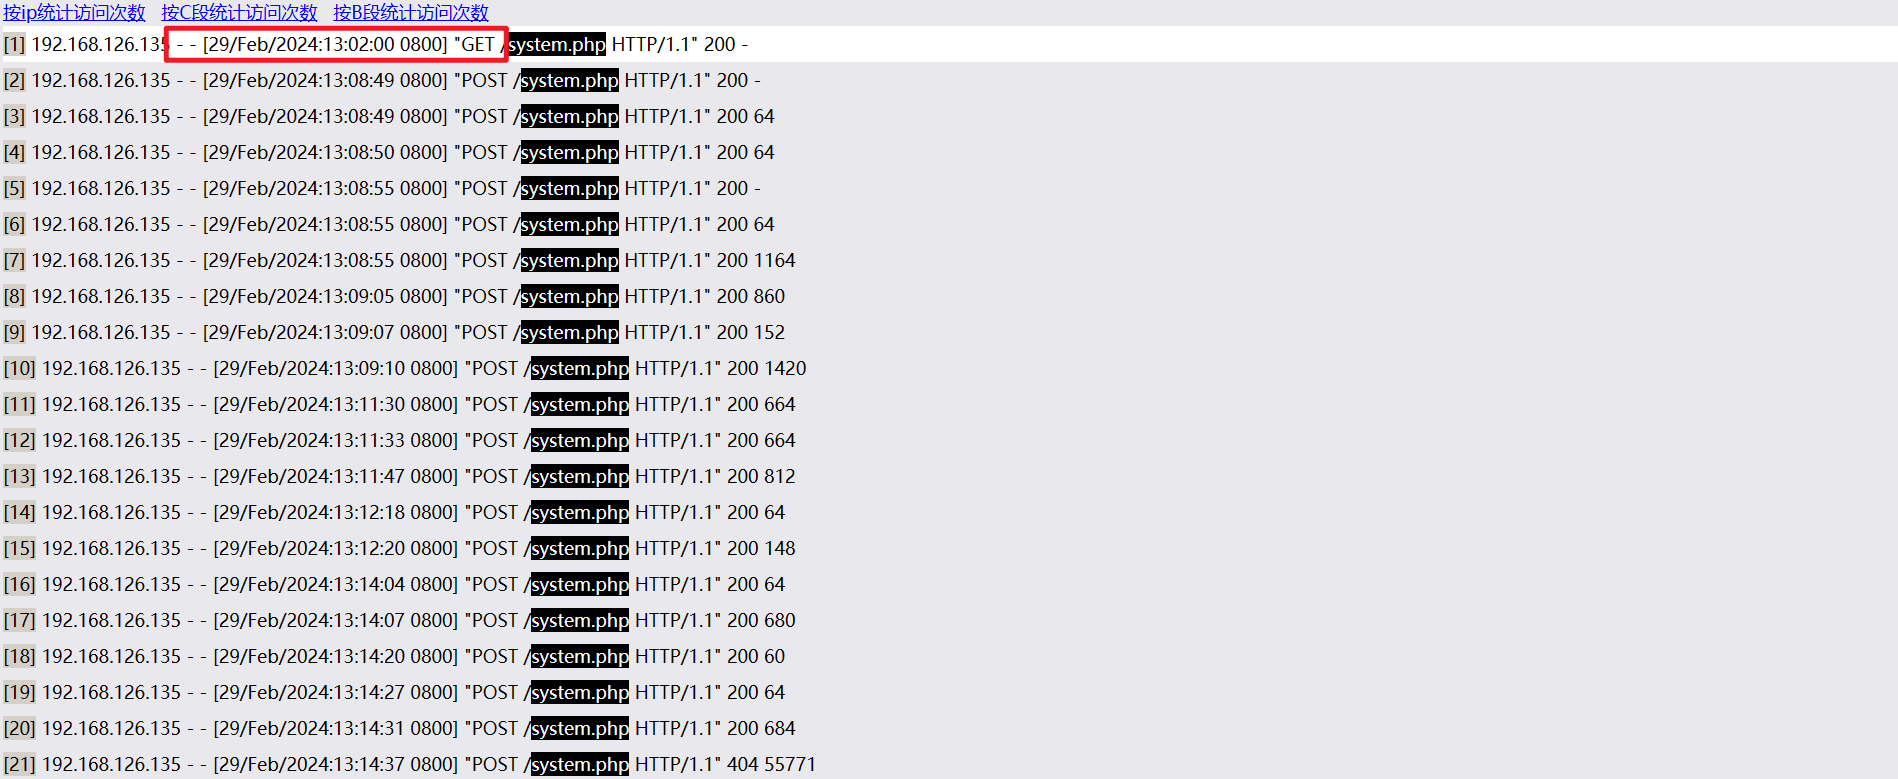 按ip统计访问次数 按C段统计访问次数 按B段统计访问次数
[1] 192.168.126.135 - - [29/Feb/2024:13:02:00 0800] "GET /system.php HTTP/1.1" 200 -
[2] 192.168.126.135 - - [29/Feb/2024:13:08:49 0800] "POST /system.php HTTP/1.1" 200 -
[3] 192.168.126.135 - - [29/Feb/2024:13:08:49 0800] "POST /system.php HTTP/1.1" 200 64
[4] 192.168.126.135 - - [29/Feb/2024:13:08:50 0800] "POST /system.php HTTP/1.1" 200 64
[5] 192.168.126.135 - - [29/Feb/2024:13:08:55 0800] "POST /system.php HTTP/1.1" 200 -
[6] 192.168.126.135 - - [29/Feb/2024:13:08:55 0800] "POST /system.php HTTP/1.1" 200 64
[7] 192.168.126.135 - - [29/Feb/2024:13:08:55 0800] "POST /system.php HTTP/1.1" 200 1164
[8] 192.168.126.135 - - [29/Feb/2024:13:09:05 0800] "POST /system.php HTTP/1.1" 200 860
[9] 192.168.126.135 - - [29/Feb/2024:13:09:07 0800] "POST /system.php HTTP/1.1" 200 152
[10] 192.168.126.135 - - [29/Feb/2024:13:09:10 0800] "POST /system.php HTTP/1.1" 200 1420
[11] 192.168.126.135 - - [29/Feb/2024:13:11:30 0800] "POST /system.php HTTP/1.1" 200 664
[12] 192.168.126.135 - - [29/Feb/2024:13:11:33 0800] "POST /system.php HTTP/1.1" 200 664
[13] 192.168.126.135 - - [29/Feb/2024:13:11:47 0800] "POST /system.php HTTP/1.1" 200 812
[14] 192.168.126.135 - - [29/Feb/2024:13:12:18 0800] "POST /system.php HTTP/1.1" 200 64
[15] 192.168.126.135 - - [29/Feb/2024:13:12:20 0800] "POST /system.php HTTP/1.1" 200 148
[16] 192.168.126.135 - - [29/Feb/2024:13:14:04 0800] "POST /system.php HTTP/1.1" 200 64
[17] 192.168.126.135 - - [29/Feb/2024:13:14:07 0800] "POST /system.php HTTP/1.1" 200 680
[18] 192.168.126.135 - - [29/Feb/2024:13:14:20 0800] "POST /system.php HTTP/1.1" 200 60
[19] 192.168.126.135 - - [29/Feb/2024:13:14:27 0800] "POST /system.php HTTP/1.1" 200 64
[20] 192.168.126.135 - - [29/Feb/2024:13:14:31 0800] "POST /system.php HTTP/1.1" 200 684
[21] 192.168.126.135 - - [29/Feb/2024:13:14:37 0800] "POST /system.php HTTP/1.1" 404 55771